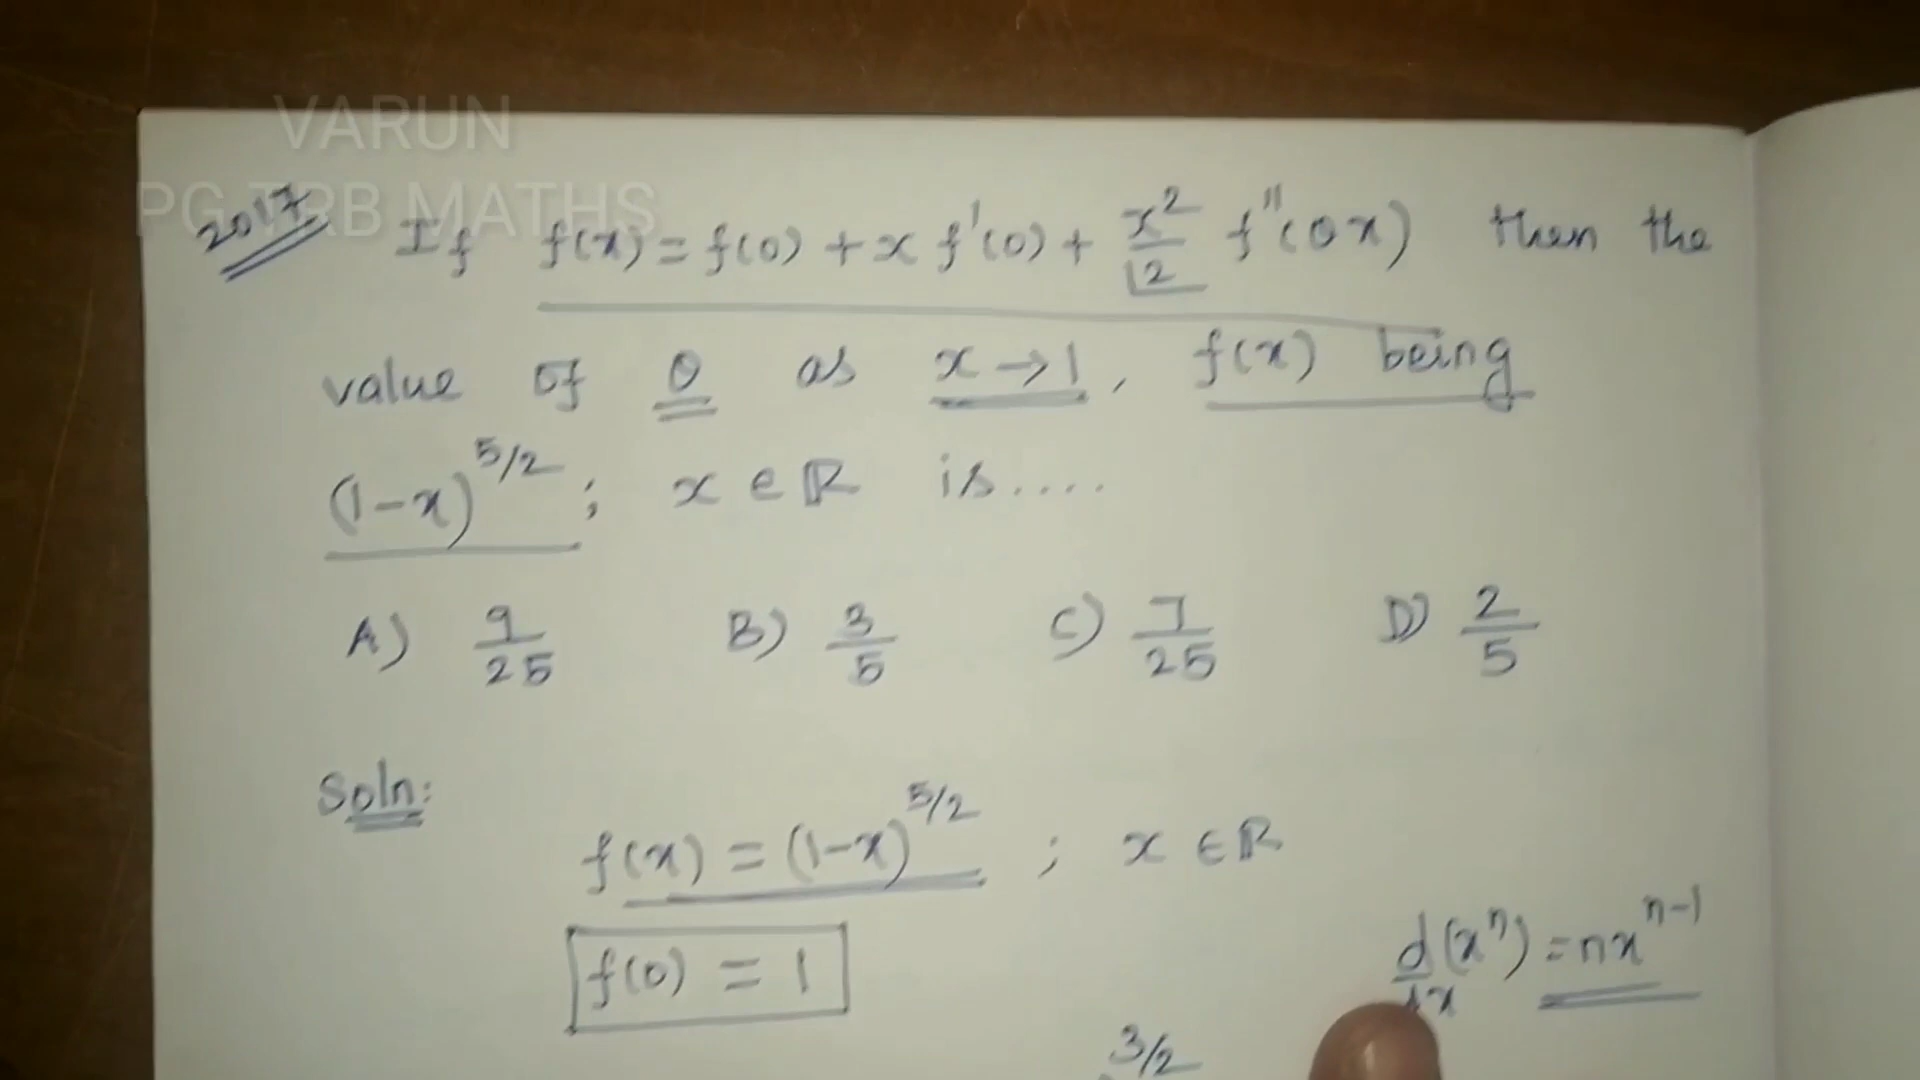 VARUN
PG TRB MATHS
2017 If f(x) = f(0) + x f'(0) + x²/⌊2 f''(θx) then the
value of θ as x → 1, f(x) being
(1-x)^5/2 ; x ∈ ℝ is....
A) 9/25 B) 3/5 C) 7/25 D) 2/5
Soln:
f(x) = (1-x)^5/2 ; x ∈ ℝ
f(0) = 1
d/dx (xⁿ) = nx^n-1
3/2